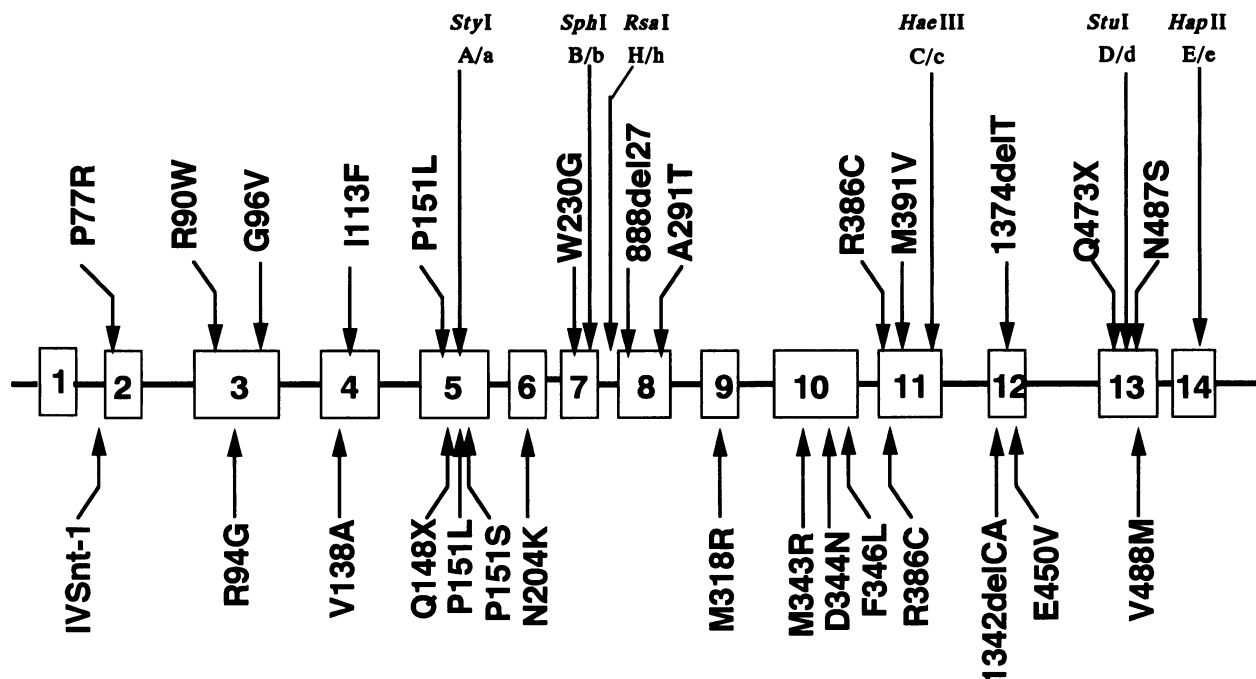 StyI SphI RsaI HaeIII StuI HapII
A/a B/b H/h C/c D/d E/e
P77R
R90W
G96V
I113F
P151L
W230G
888del27
A291T
R386C
M391V
1374delT
Q473X
N487S
1 2 3 4 5 6 7 8 9 10 11 12 13 14
IVSnt-1
R94G
V138A
Q148X
P151L
P151S
N204K
M318R
M343R
D344N
F346L
R386C
1342delCA
E450V
V488M